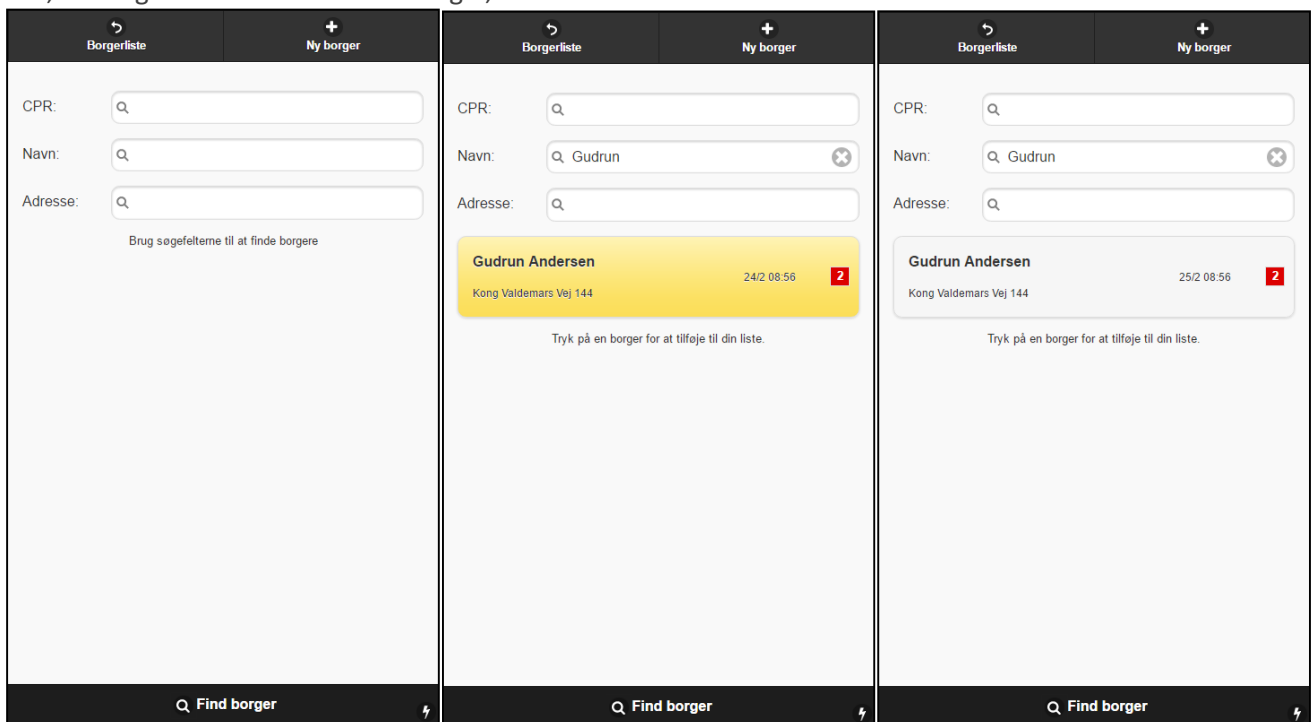 Borgerliste Ny borger
CPR:
Navn:
Adresse:
Brug søgefelterne til at finde borgere
Find borger
Borgerliste Ny borger
CPR:
Navn: Gudrun
Adresse:
Gudrun Andersen
24/2 08:56 2
Kong Valdemars Vej 144
Tryk på en borger for at tilføje til din liste.
Find borger
Borgerliste Ny borger
CPR:
Navn: Gudrun
Adresse:
Gudrun Andersen
25/2 08:56 2
Kong Valdemars Vej 144
Tryk på en borger for at tilføje til din liste.
Find borger